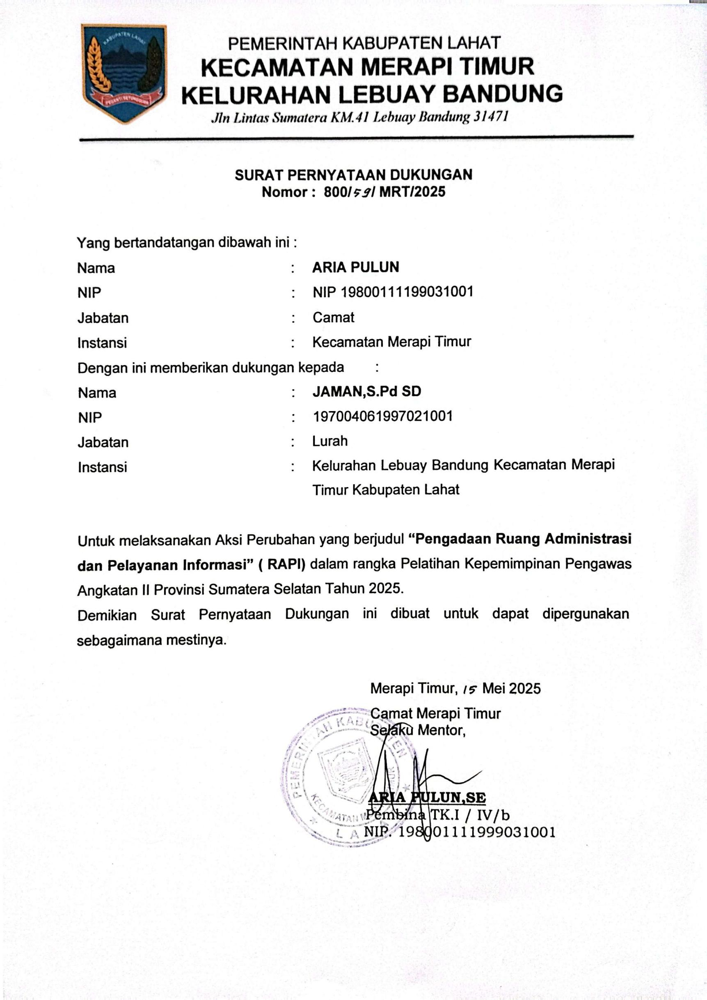 KABUPATEN LAHAT
PEMERINTAH KABUPATEN LAHAT
KECAMATAN MERAPI TIMUR
KELURAHAN LEBUAY BANDUNG
Jln Lintas Sumatera KM.41 Lebuay Bandung 31471
SURAT PERNYATAAN DUKUNGAN
Nomor : 800/59/ MRT/2025
Yang bertandatangan dibawah ini :
Nama : ARIA PULUN
NIP : NIP 19800111199031001
Jabatan : Camat
Instansi : Kecamatan Merapi Timur
Dengan ini memberikan dukungan kepada :
Nama : JAMAN,S.Pd SD
NIP : 197004061997021001
Jabatan : Lurah
Instansi : Kelurahan Lebuay Bandung Kecamatan Merapi
Timur Kabupaten Lahat
Untuk melaksanakan Aksi Perubahan yang berjudul “Pengadaan Ruang Administrasi
dan Pelayanan Informasi” ( RAPI) dalam rangka Pelatihan Kepemimpinan Pengawas
Angkatan II Provinsi Sumatera Selatan Tahun 2025.
Demikian Surat Pernyataan Dukungan ini dibuat untuk dapat dipergunakan
sebagaimana mestinya.
Merapi Timur, 15 Mei 2025
Camat Merapi Timur
Selaku Mentor,
PEMERINTAH KABUPATEN
KECAMATAN
ARIA PULUN,SE
Pembina TK.I / IV/b
NIP. 198001111999031001